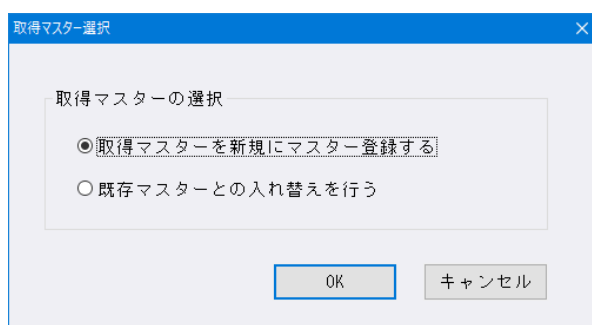 取得マスター選択
取得マスターの選択
取得マスターを新規にマスター登録する
既存マスターとの入れ替えを行う
OK
キャンセル